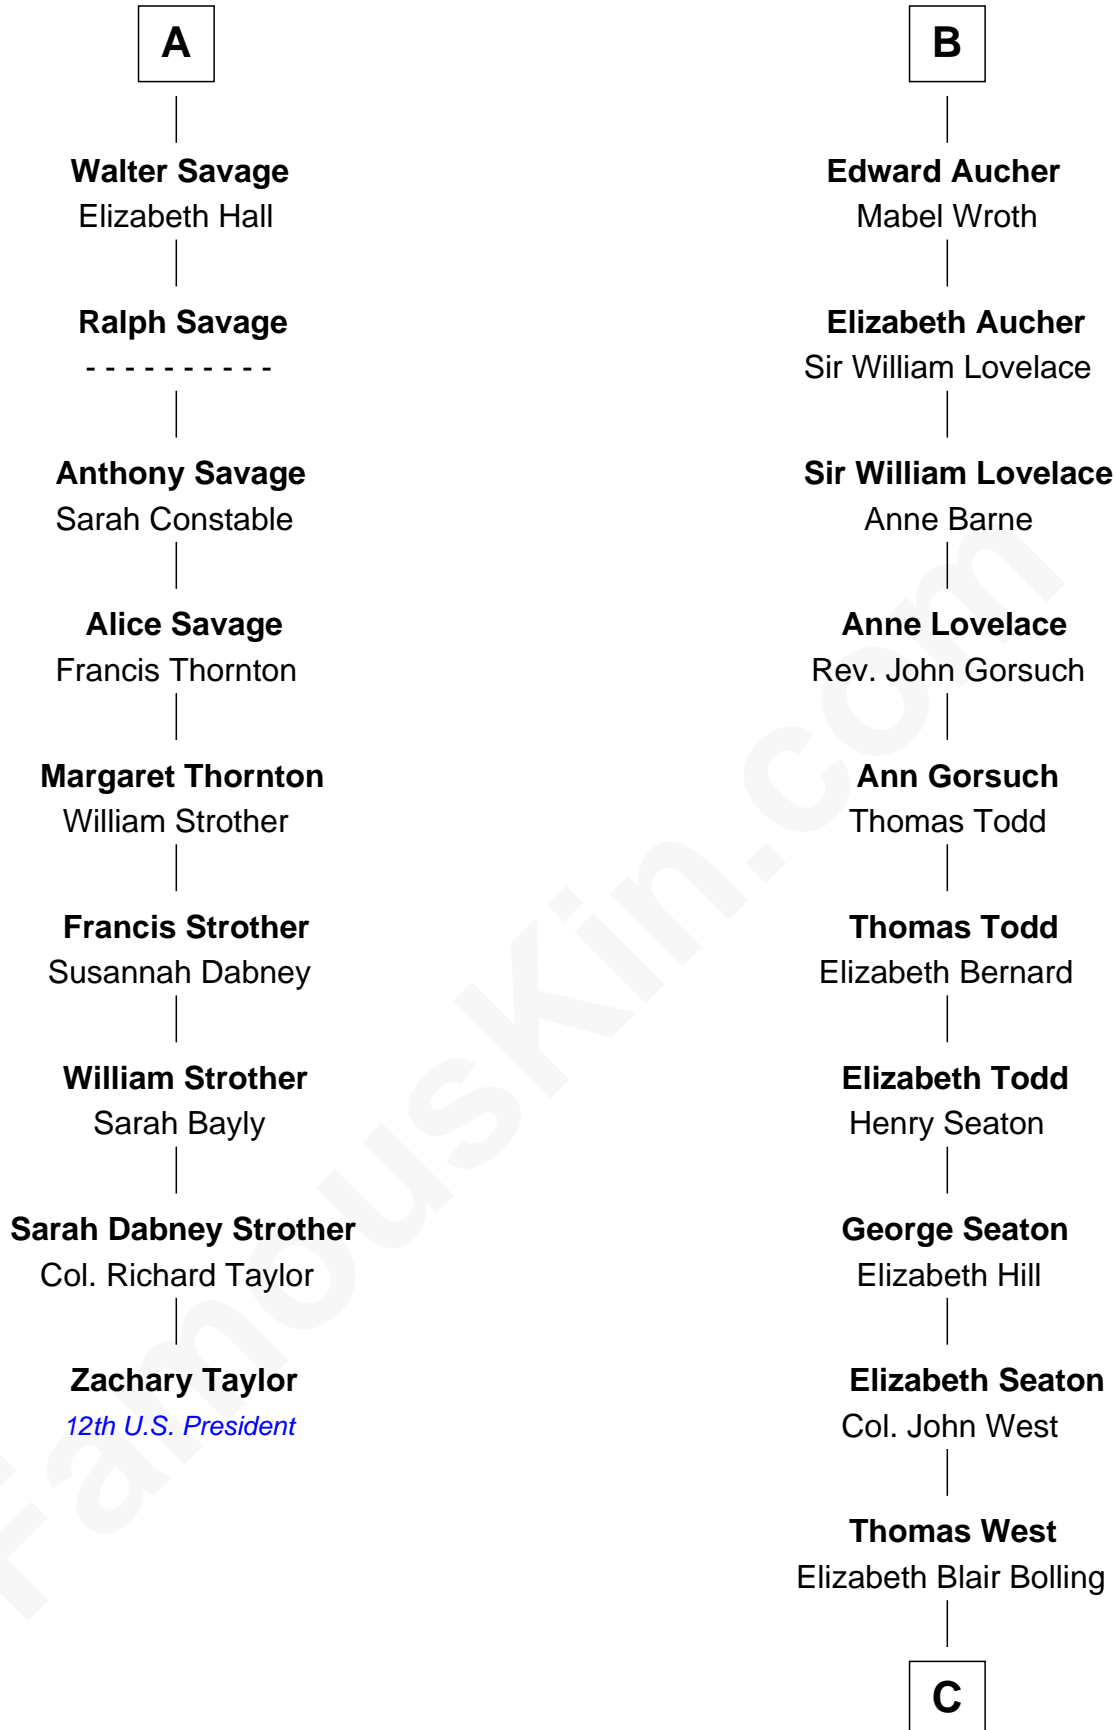 A
Walter Savage
Elizabeth Hall
Ralph Savage
- - - - - - - - - -
Anthony Savage
Sarah Constable
Alice Savage
Francis Thornton
Margaret Thornton
William Strother
Francis Strother
Susannah Dabney
William Strother
Sarah Bayly
Sarah Dabney Strother
Col. Richard Taylor
Zachary Taylor
12th U.S. President
B
Edward Aucher
Mabel Wroth
Elizabeth Aucher
Sir William Lovelace
Sir William Lovelace
Anne Barne
Anne Lovelace
Rev. John Gorsuch
Ann Gorsuch
Thomas Todd
Thomas Todd
Elizabeth Bernard
Elizabeth Todd
Henry Seaton
George Seaton
Elizabeth Hill
Elizabeth Seaton
Col. John West
Thomas West
Elizabeth Blair Bolling
C
FamousKin.com